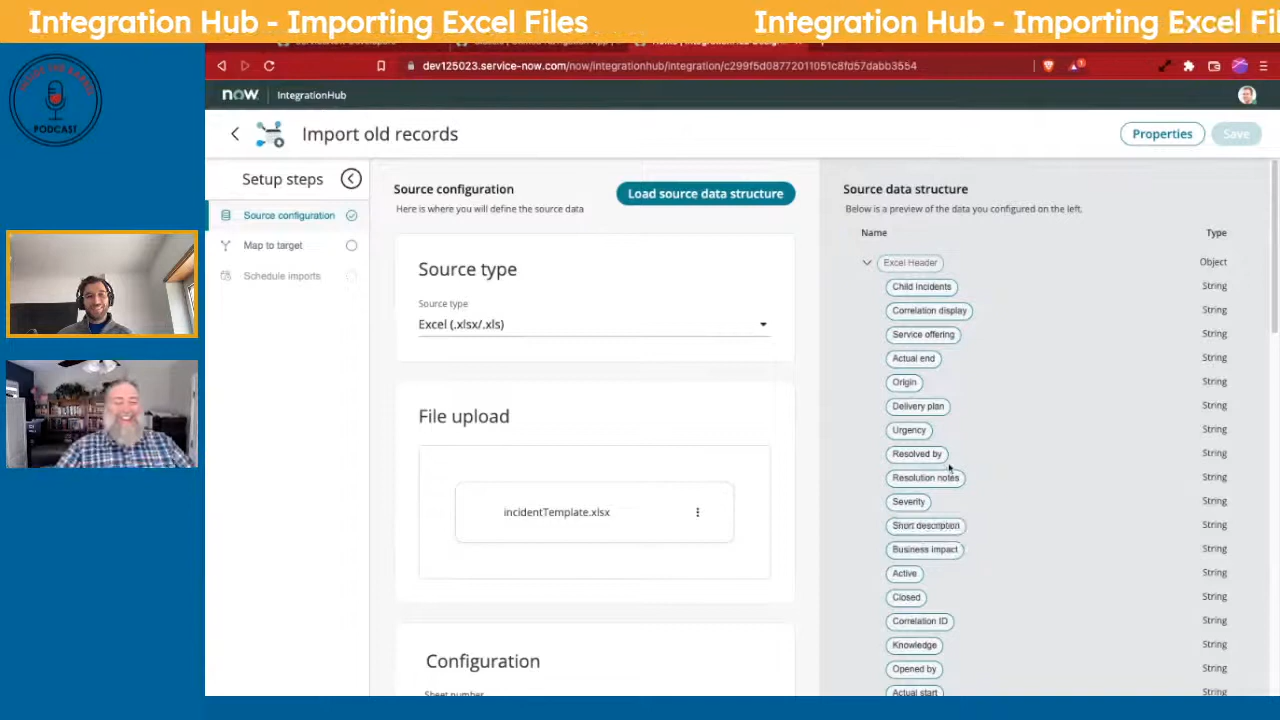 Integration Hub - Importing Excel Files
Integration Hub - Importing Excel Fi
PODCAST
dev125023.service-now.com/now/integrationhub/integration/c299f5d08772011051c8fd57dabb3554
now.
IntegrationHub
Import old records
Properties
Save
Setup steps
Source configuration
Map to target
Schedule imports
Source configuration
Load source data structure
Here is where you will define the source data
Source type
Source type
Excel (.xlsx/.xls)
File upload
incidentTemplate.xlsx
Configuration
Sheet number
Source data structure
Below is a preview of the data you configured on the left.
Name Type
Excel Header Object
Child Incidents String
Correlation display String
Service offering String
Actual end String
Origin String
Delivery plan String
Urgency String
Resolved by String
Resolution notes String
Severity String
Short description String
Business impact String
Active String
Closed String
Correlation ID String
Knowledge String
Opened by String
Actual start String